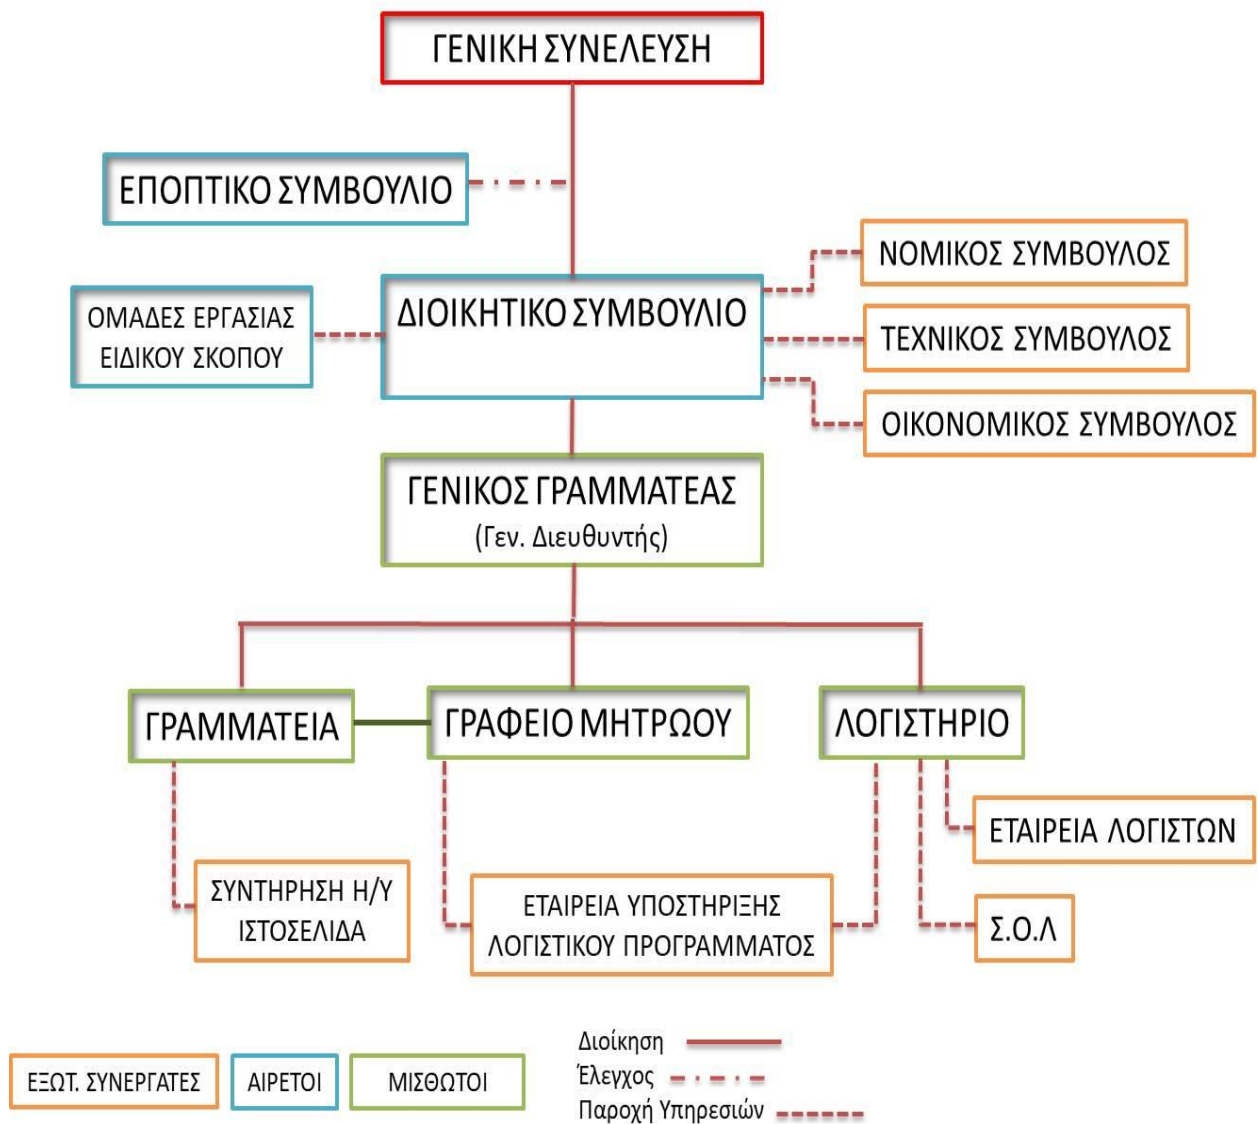 ΓΕΝΙΚΗ ΣΥΝΕΛΕΥΣΗ
ΕΠΟΠΤΙΚΟ ΣΥΜΒΟΥΛΙΟ
ΝΟΜΙΚΟΣ ΣΥΜΒΟΥΛΟΣ
ΟΜΑΔΕΣ ΕΡΓΑΣΙΑΣ
ΕΙΔΙΚΟΥ ΣΚΟΠΟΥ
ΔΙΟΙΚΗΤΙΚΟ ΣΥΜΒΟΥΛΙΟ
ΤΕΧΝΙΚΟΣ ΣΥΜΒΟΥΛΟΣ
ΟΙΚΟΝΟΜΙΚΟΣ ΣΥΜΒΟΥΛΟΣ
ΓΕΝΙΚΟΣ ΓΡΑΜΜΑΤΕΑΣ
(Γεν. Διευθυντής)
ΓΡΑΜΜΑΤΕΙΑ
ΓΡΑΦΕΙΟ ΜΗΤΡΩΟΥ
ΛΟΓΙΣΤΗΡΙΟ
ΕΤΑΙΡΕΙΑ ΛΟΓΙΣΤΩΝ
ΣΥΝΤΗΡΗΣΗ Η/Υ
ΙΣΤΟΣΕΛΙΔΑ
ΕΤΑΙΡΕΙΑ ΥΠΟΣΤΗΡΙΞΗΣ
ΛΟΓΙΣΤΙΚΟΥ ΠΡΟΓΡΑΜΜΑΤΟΣ
Σ.Ο.Λ
ΕΞΩΤ. ΣΥΝΕΡΓΑΤΕΣ
ΑΙΡΕΤΟΙ
ΜΙΣΘΩΤΟΙ
Διοίκηση
Έλεγχος
Παροχή Υπηρεσιών